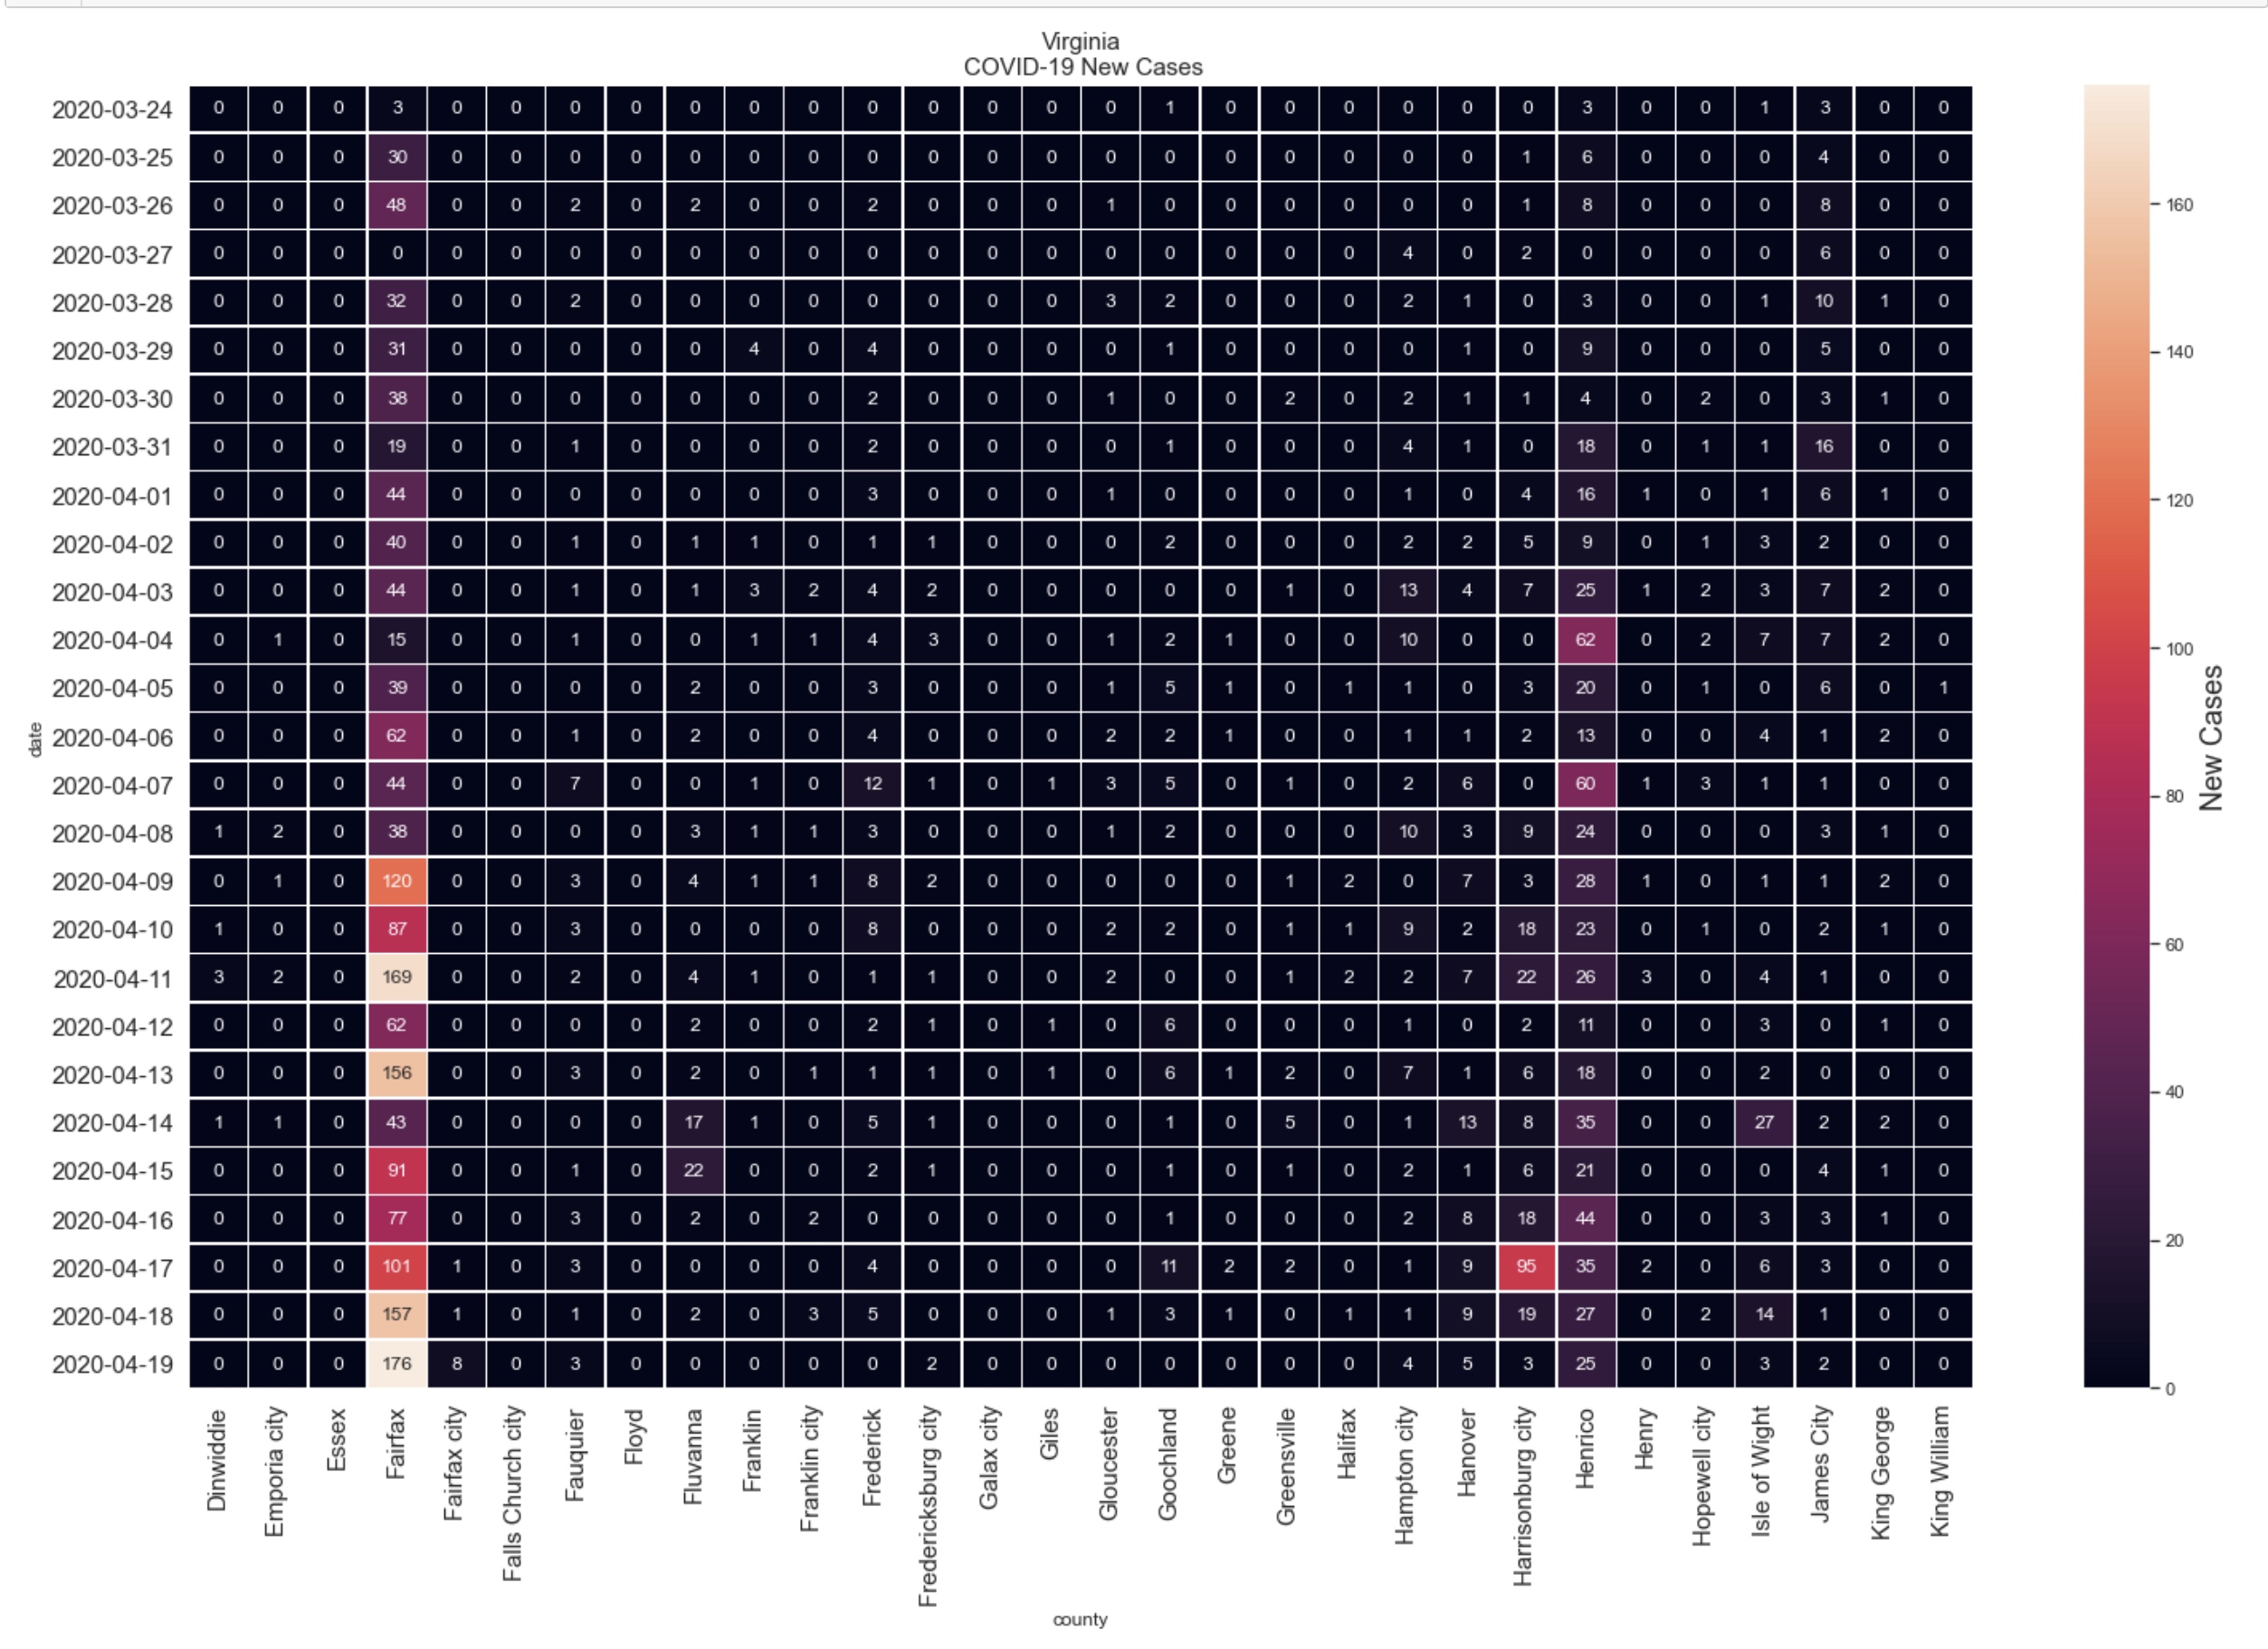 Virginia
COVID-19 New Cases
2020-03-24 0 0 0 3 0 0 0 0 0 0 0 0 0 0 0 0 1 0 0 0 0 0 0 3 0 0 1 3 0 0
2020-03-25 0 0 0 30 0 0 0 0 0 0 0 0 0 0 0 0 0 0 0 0 0 0 1 6 0 0 0 4 0 0
2020-03-26 0 0 0 48 0 0 2 0 2 0 0 2 0 0 0 1 0 0 0 0 0 0 1 8 0 0 0 8 0 0
2020-03-27 0 0 0 0 0 0 0 0 0 0 0 0 0 0 0 0 0 0 0 0 4 0 2 0 0 0 0 6 0 0
2020-03-28 0 0 0 32 0 0 2 0 0 0 0 0 0 0 0 3 2 0 0 0 2 1 0 3 0 0 1 10 1 0
2020-03-29 0 0 0 31 0 0 0 0 0 4 0 4 0 0 0 0 1 0 0 0 0 1 0 9 0 0 0 5 0 0
2020-03-30 0 0 0 38 0 0 0 0 0 0 0 2 0 0 0 1 0 0 2 0 2 1 1 4 0 2 0 3 1 0
2020-03-31 0 0 0 19 0 0 1 0 0 0 0 2 0 0 0 0 1 0 0 0 4 1 0 18 0 1 1 16 0 0
2020-04-01 0 0 0 44 0 0 0 0 0 0 0 3 0 0 0 1 0 0 0 0 1 0 4 16 1 0 1 6 1 0
2020-04-02 0 0 0 40 0 0 1 0 1 1 0 1 1 0 0 0 2 0 0 0 2 2 5 9 0 1 3 2 0 0
2020-04-03 0 0 0 44 0 0 1 0 1 3 2 4 2 0 0 0 0 0 1 0 13 4 7 25 1 2 3 7 2 0
2020-04-04 0 1 0 15 0 0 1 0 0 1 1 4 3 0 0 1 2 1 0 0 10 0 0 62 0 2 7 7 2 0
2020-04-05 0 0 0 39 0 0 0 0 2 0 0 3 0 0 0 1 5 1 0 1 1 0 3 20 0 1 0 6 0 1
2020-04-06 0 0 0 62 0 0 1 0 2 0 0 4 0 0 0 2 2 1 0 0 1 1 2 13 0 0 4 1 2 0
2020-04-07 0 0 0 44 0 0 7 0 0 1 0 12 1 0 1 3 5 0 1 0 2 6 0 60 1 3 1 1 0 0
2020-04-08 1 2 0 38 0 0 0 0 3 1 1 3 0 0 0 1 2 0 0 0 10 3 9 24 0 0 0 3 1 0
2020-04-09 0 1 0 120 0 0 3 0 4 1 1 8 2 0 0 0 0 0 1 2 0 7 3 28 1 0 1 1 2 0
2020-04-10 1 0 0 87 0 0 3 0 0 0 0 8 0 0 0 2 2 0 1 1 9 2 18 23 0 1 0 2 1 0
2020-04-11 3 2 0 169 0 0 2 0 4 1 0 1 1 0 0 2 0 0 1 2 2 7 22 26 3 0 4 1 0 0
2020-04-12 0 0 0 62 0 0 0 0 2 0 0 2 1 0 1 0 6 0 0 0 1 0 2 11 0 0 3 0 1 0
2020-04-13 0 0 0 156 0 0 3 0 2 0 1 1 1 0 1 0 6 1 2 0 7 1 6 18 0 0 2 0 0 0
2020-04-14 1 1 0 43 0 0 0 0 17 1 0 5 1 0 0 0 1 0 5 0 1 13 8 35 0 0 27 2 2 0
2020-04-15 0 0 0 91 0 0 1 0 22 0 0 2 1 0 0 0 1 0 1 0 2 1 6 21 0 0 0 4 1 0
2020-04-16 0 0 0 77 0 0 3 0 2 0 2 0 0 0 0 0 1 0 0 0 2 8 18 44 0 0 3 3 1 0
2020-04-17 0 0 0 101 1 0 3 0 0 0 0 4 0 0 0 0 11 2 2 0 1 9 95 35 2 0 6 3 0 0
2020-04-18 0 0 0 157 1 0 1 0 2 0 3 5 0 0 0 1 3 1 0 1 1 9 19 27 0 2 14 1 0 0
2020-04-19 0 0 0 176 8 0 3 0 0 0 0 0 2 0 0 0 0 0 0 0 4 5 3 25 0 0 3 2 0 0
date
Dinwiddie
Emporia city
Essex
Fairfax
Fairfax city
Falls Church city
Fauquier
Floyd
Fluvanna
Franklin
Franklin city
Frederick
Fredericksburg city
Galax city
Giles
Gloucester
Goochland
Greene
Greensville
Halifax
Hampton city
Hanover
Harrisonburg city
Henrico
Henry
Hopewell city
Isle of Wight
James City
King George
King William
county
160
140
120
100
80
60
40
20
0
New Cases